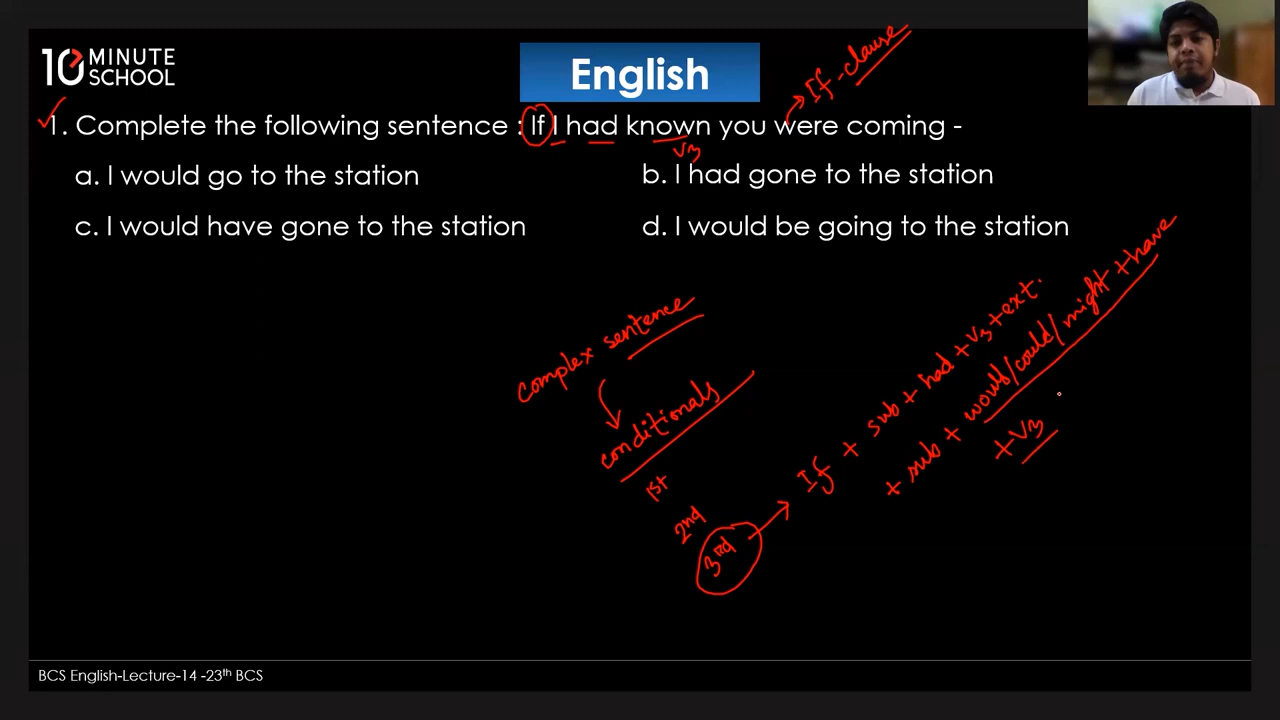 10 MINUTE
SCHOOL
English
If-clause
1. Complete the following sentence : If I had known you were coming -
V3
a. I would go to the station
b. I had gone to the station
c. I would have gone to the station
d. I would be going to the station
complex sentence
conditionals
1st
2nd
3rd
If + sub + had + V3 + ext.
+ sub + would/could/might + have
+V3
BCS English-Lecture-14 -23th BCS